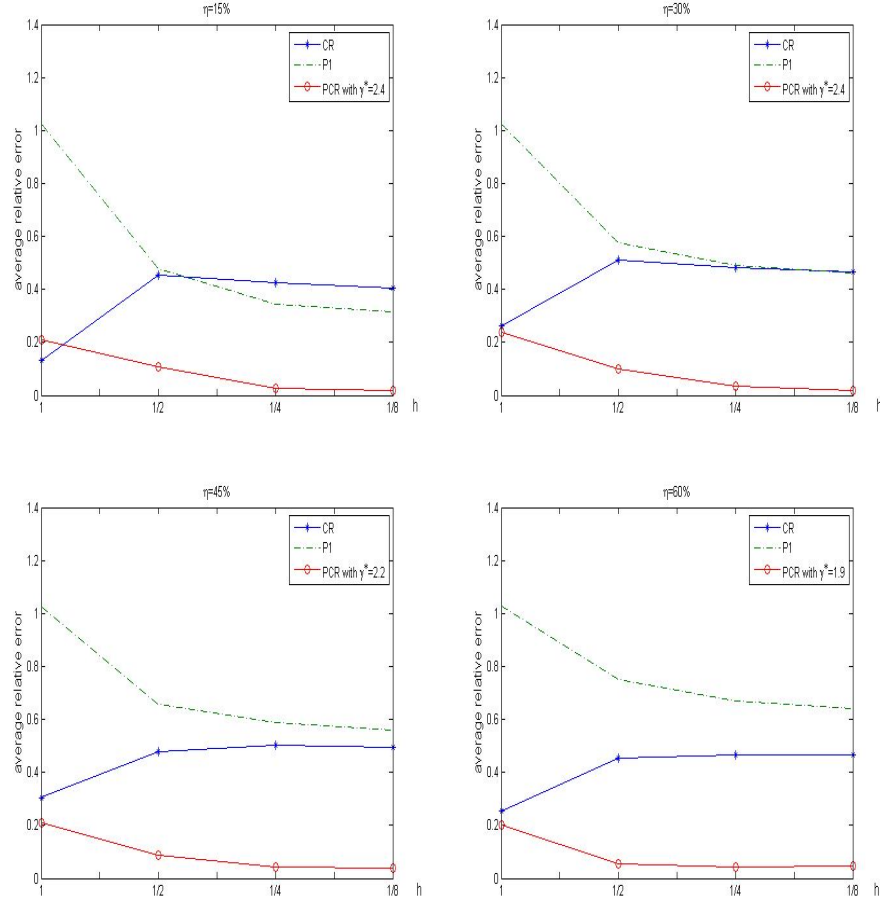 η=15%
1.4
1.2
1
0.8
0.6
0.4
0.2
0
average relative error
CR
P1
PCR with γ*=2.4
1 1/2 1/4 1/8 h
η=30%
1.4
1.2
1
0.8
0.6
0.4
0.2
0
average relative error
CR
P1
PCR with γ*=2.4
1 1/2 1/4 1/8 h
η=45%
1.4
1.2
1
0.8
0.6
0.4
0.2
0
average relative error
CR
P1
PCR with γ*=2.2
1 1/2 1/4 1/8 h
η=60%
1.4
1.2
1
0.8
0.6
0.4
0.2
0
average relative error
CR
P1
PCR with γ*=1.9
1 1/2 1/4 1/8 h